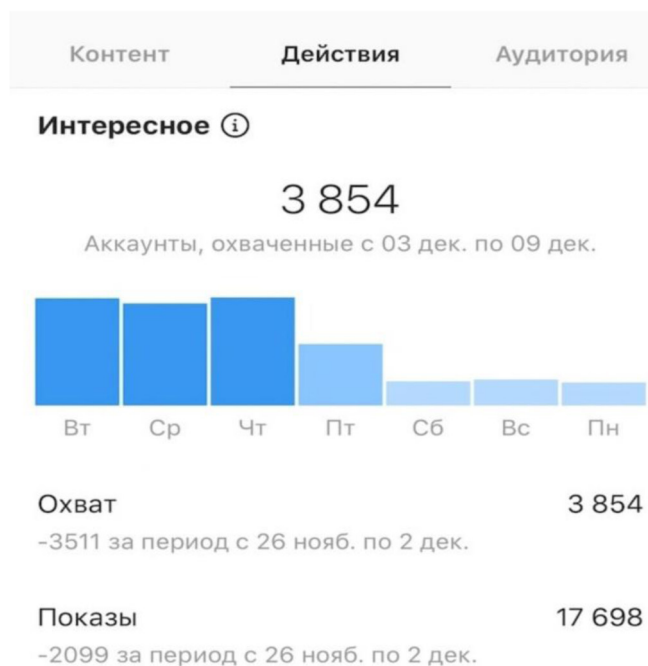 Контент Действия Аудитория
Интересное
3 854
Аккаунты, охваченные с 03 дек. по 09 дек.
Вт Ср Чт Пт Сб Вс Пн
Охват 3 854
-3511 за период с 26 нояб. по 2 дек.
Показы 17 698
-2099 за период с 26 нояб. по 2 дек.